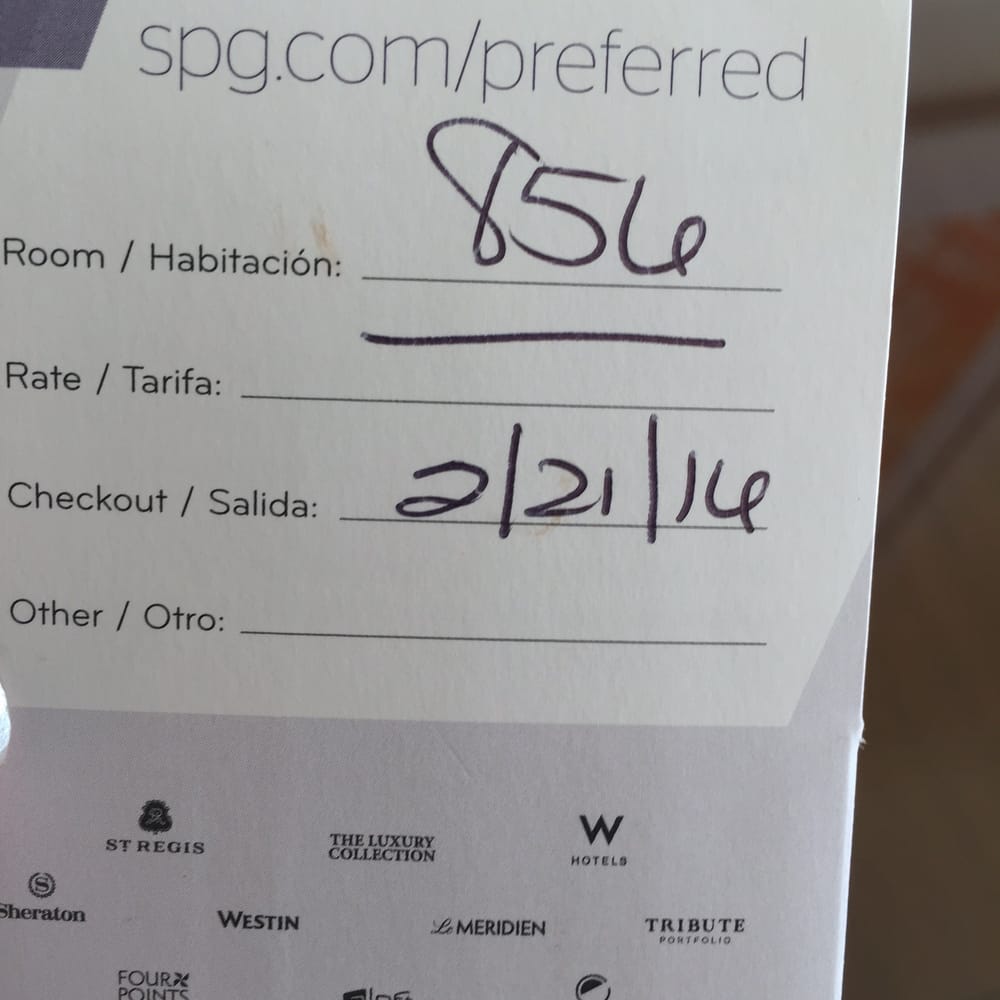 spg.com/preferred
Room / Habitación: 856
Rate / Tarifa:
Checkout / Salida: 2/21/16
Other / Otro:
ST REGIS
THE LUXURY
COLLECTION
W
HOTELS
S
Sheraton
WESTIN
Le MERIDIEN
TRIBUTE
PORTFOLIO
FOUR
POINTS